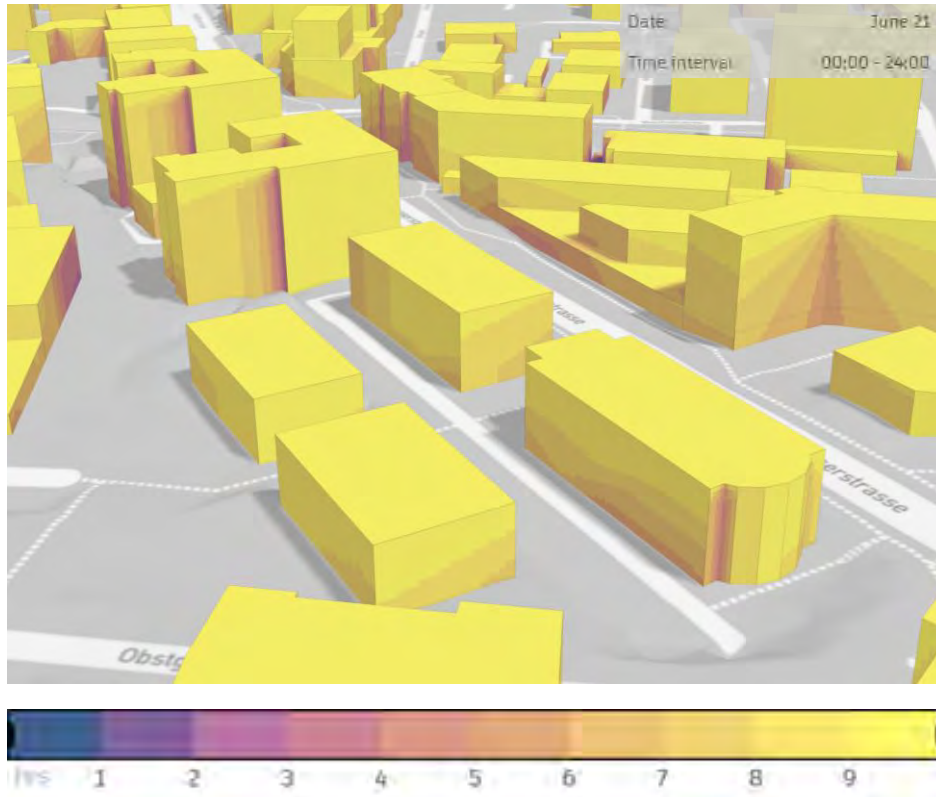 Date June 21
Time interval 00:00 - 24:00
strasse
erstrasse
Obstg
hrs 1 2 3 4 5 6 7 8 9